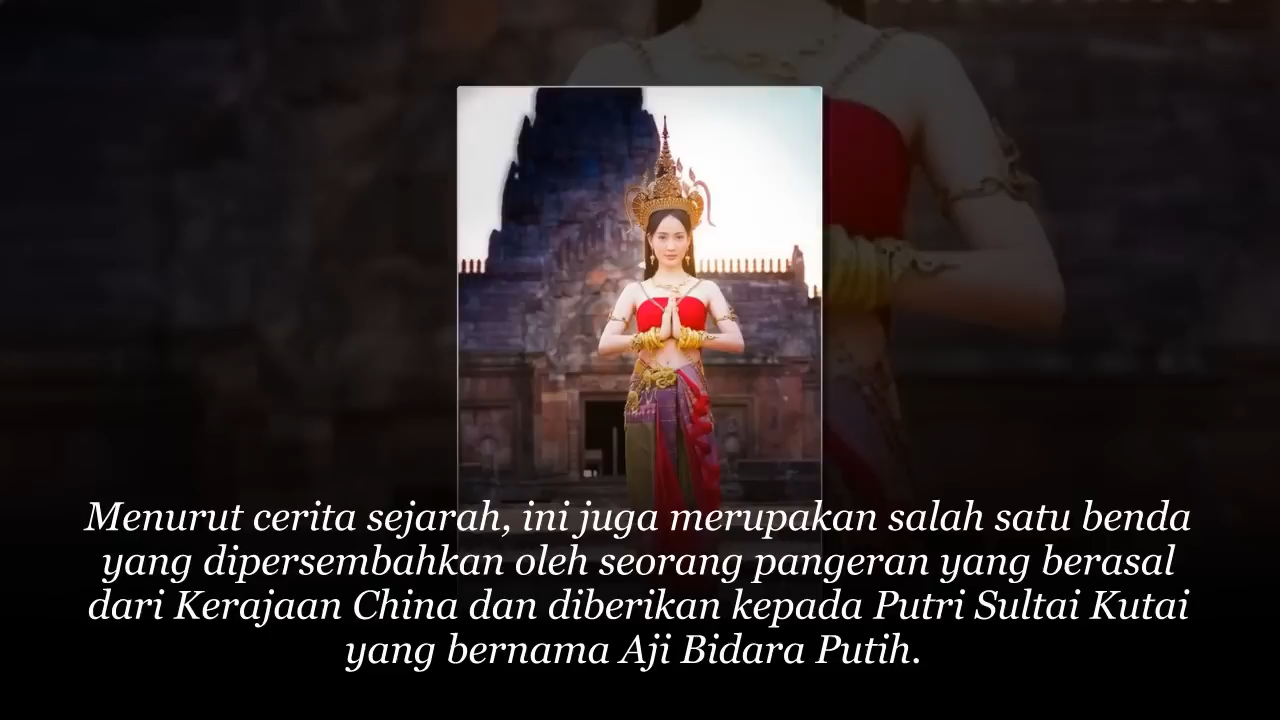 Menurut cerita sejarah, ini juga merupakan salah satu benda
yang dipersembahkan oleh seorang pangeran yang berasal
dari Kerajaan China dan diberikan kepada Putri Sultai Kutai
yang bernama Aji Bidara Putih.